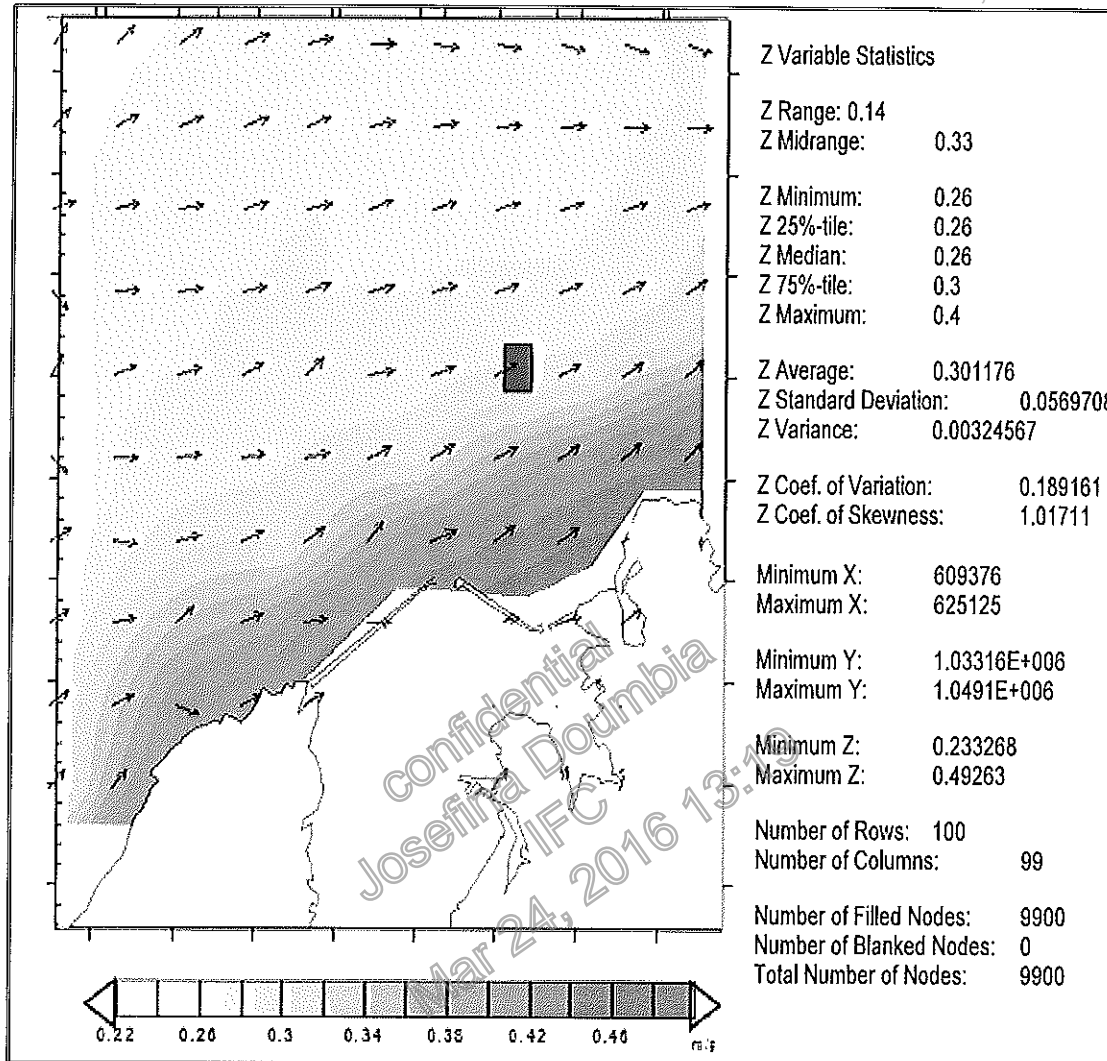 Z Variable Statistics
Z Range: 0.14
Z Midrange: 0.33
Z Minimum: 0.26
Z 25%-tile: 0.26
Z Median: 0.26
Z 75%-tile: 0.3
Z Maximum: 0.4
Z Average: 0.301176
Z Standard Deviation: 0.0569708
Z Variance: 0.00324567
Z Coef. of Variation: 0.189161
Z Coef. of Skewness: 1.01711
Minimum X: 609376
Maximum X: 625125
Minimum Y: 1.03316E+006
Maximum Y: 1.0491E+006
Minimum Z: 0.233268
Maximum Z: 0.49263
Number of Rows: 100
Number of Columns: 99
Number of Filled Nodes: 9900
Number of Blanked Nodes: 0
Total Number of Nodes: 9900
confidential
Josefina Doumbia
IFC
Mar 24, 2016 13:19
0.22 0.26 0.3 0.34 0.38 0.42 0.46
m/s